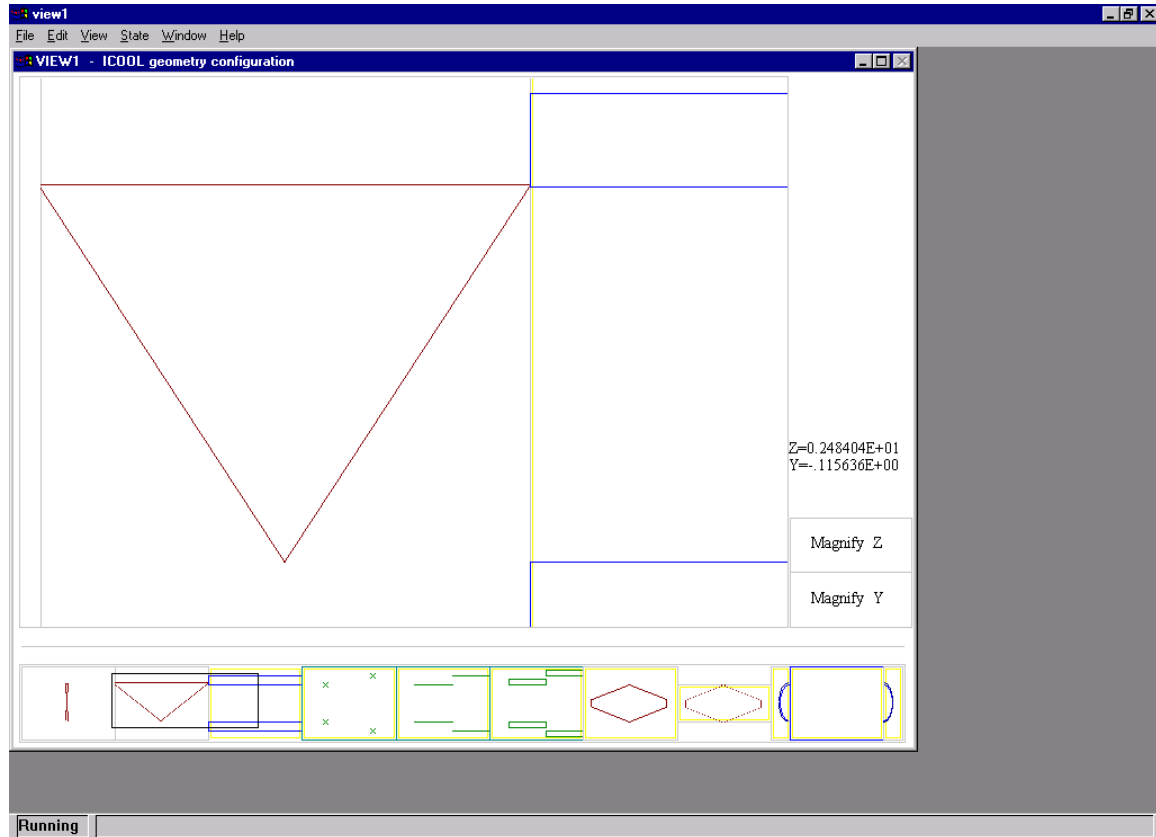 view1
File Edit View State Window Help
VIEW1 - ICOOL geometry configuration
Z=0.248404E+01
Y=-.115636E+00
Magnify Z
Magnify Y
Running